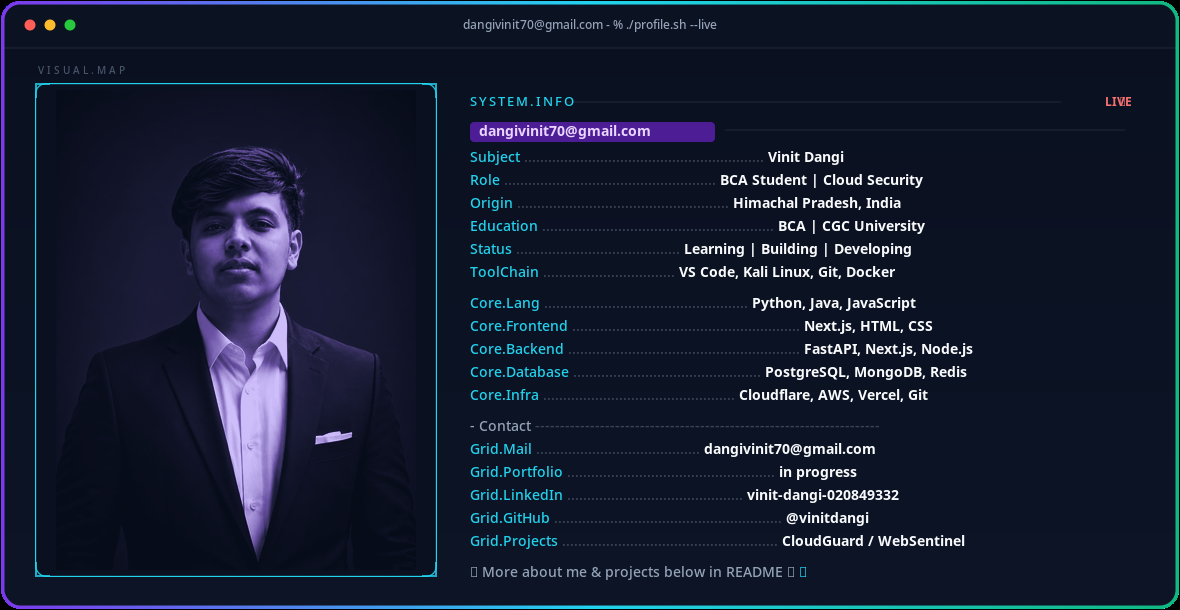 dangivinit70@gmail.com - % ./profile.sh --live
VISUAL.MAP
SYSTEM.INFO LIVE
dangivinit70@gmail.com
Subject ............................................................ Vinit Dangi
Role ..................................................... BCA Student | Cloud Security
Origin ..................................................... Himachal Pradesh, India
Education .......................................................... BCA | CGC University
Status ......................................... Learning | Building | Developing
ToolChain ................................. VS Code, Kali Linux, Git, Docker
Core.Lang ................................................... Python, Java, JavaScript
Core.Frontend ......................................................... Next.js, HTML, CSS
Core.Backend .......................................................... FastAPI, Next.js, Node.js
Core.Database ............................................... PostgreSQL, MongoDB, Redis
Core.Infra ................................................ Cloudflare, AWS, Vercel, Git
- Contact ---------------------------------------------------------------------
Grid.Mail ......................................... dangivinit70@gmail.com
Grid.Portfolio .................................................... in progress
Grid.LinkedIn ............................................ vinit-dangi-020849332
Grid.GitHub ......................................................... @vinitdangi
Grid.Projects ...................................................... CloudGuard / WebSentinel
More about me & projects below in README